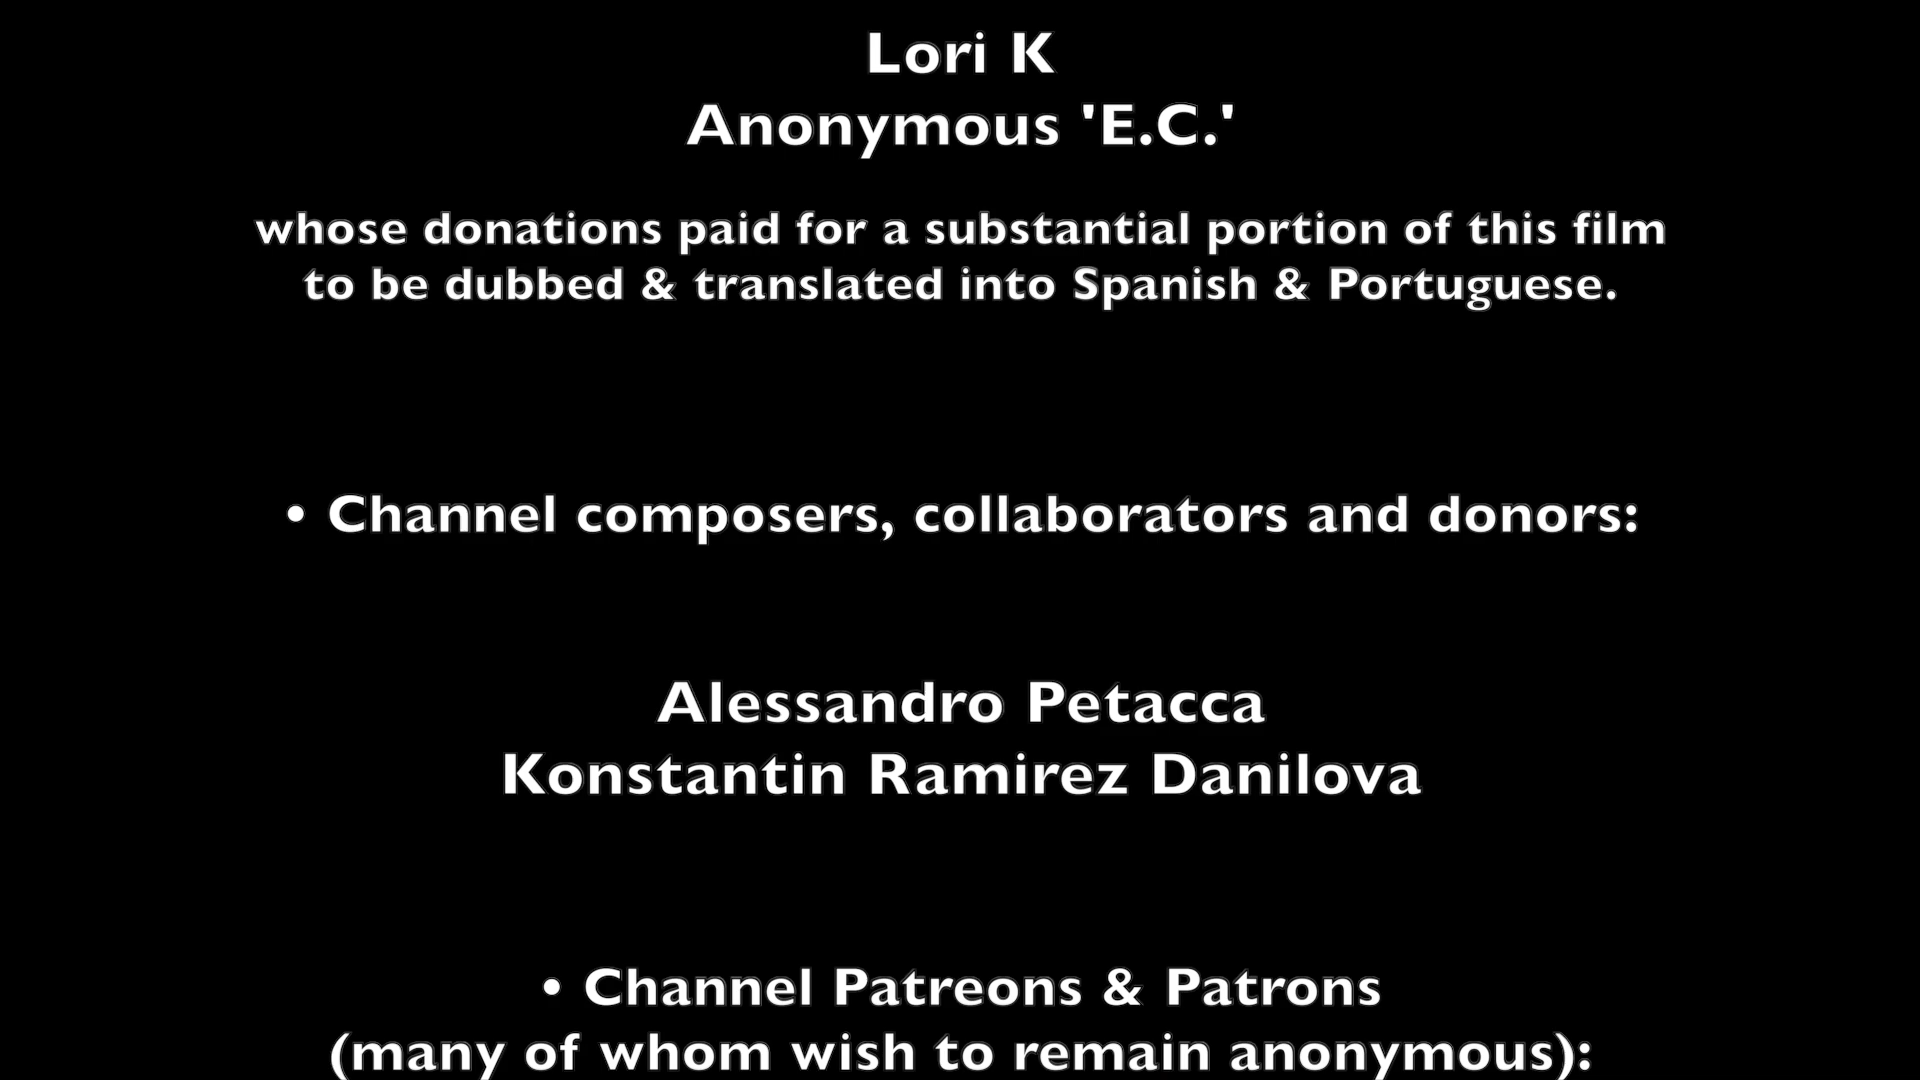 Lori K
Anonymous 'E.C.'
whose donations paid for a substantial portion of this film
to be dubbed & translated into Spanish & Portuguese.
• Channel composers, collaborators and donors:
Alessandro Petacca
Konstantin Ramirez Danilova
• Channel Patreons & Patrons
(many of whom wish to remain anonymous):